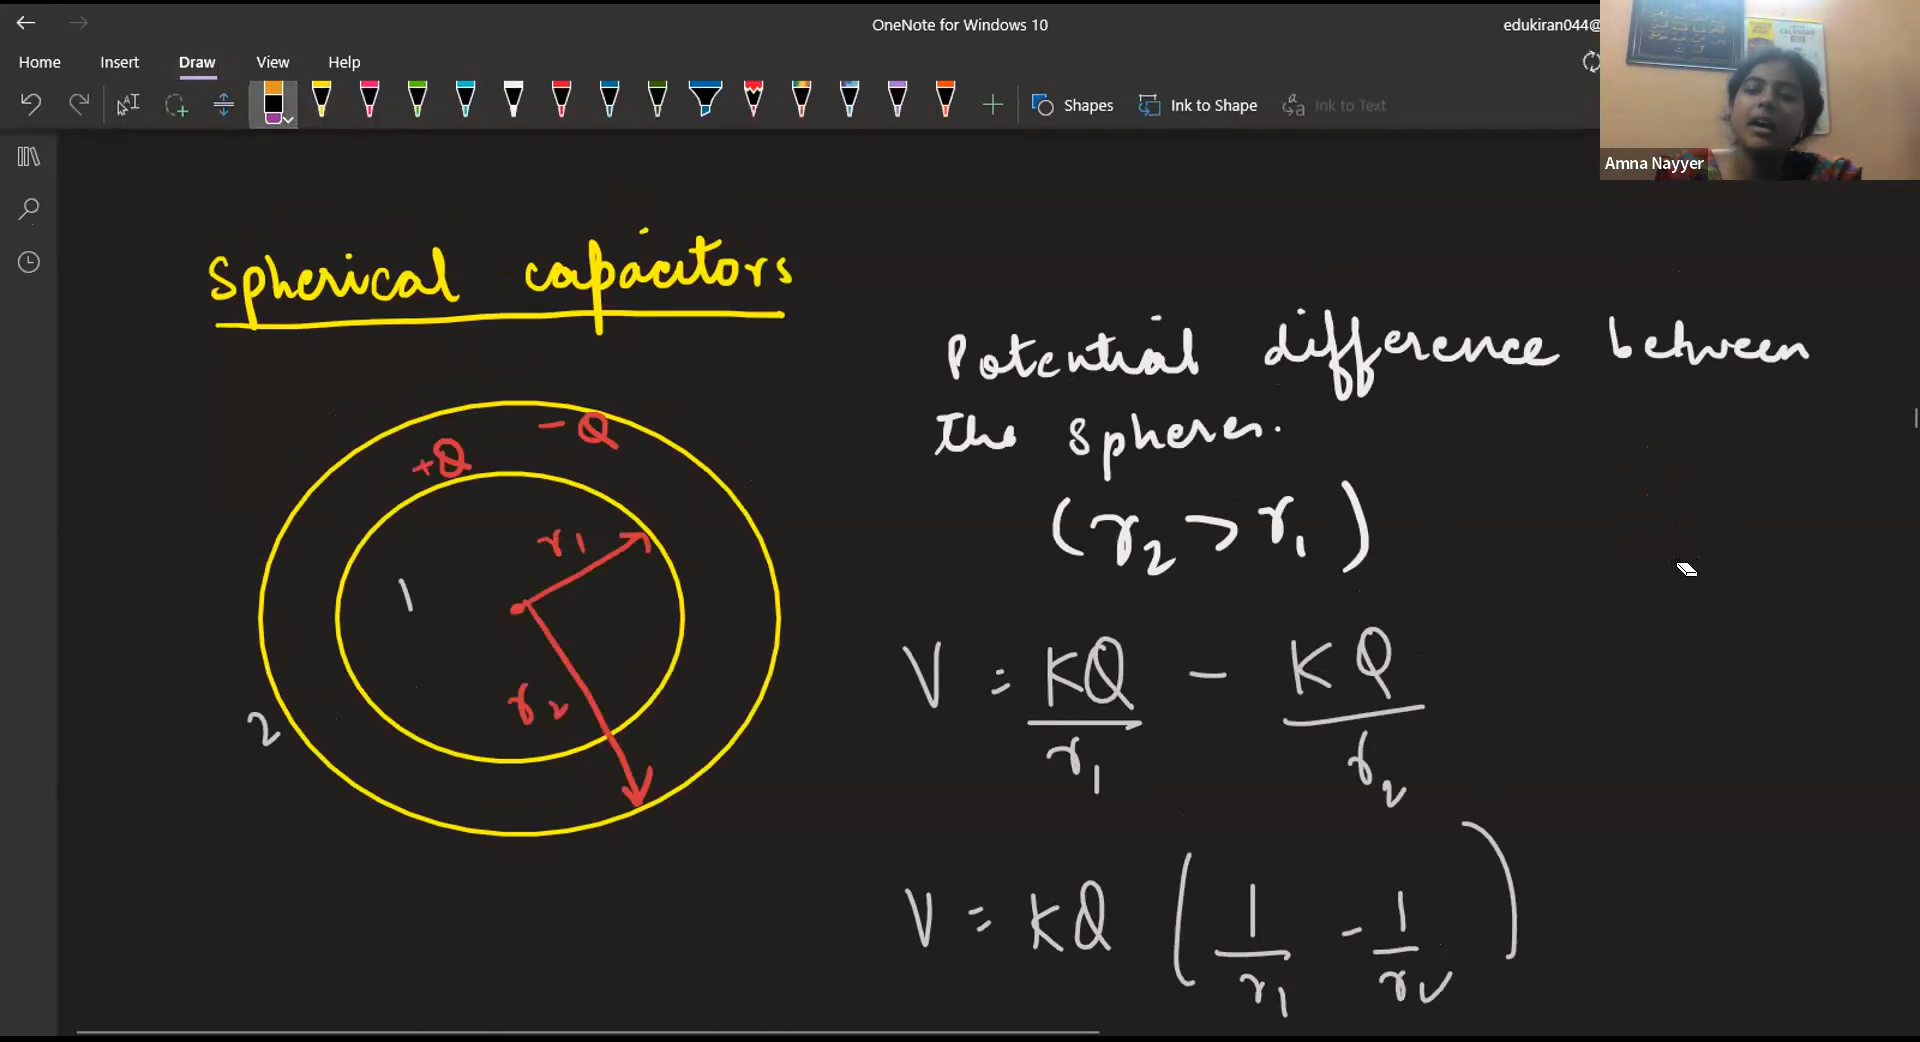 OneNote for Windows 10
edukiran044@
Home Insert Draw View Help
Shapes Ink to Shape Ink to Text
Amna Nayyer
Spherical capacitors
Potential difference between
the spheres.
(r₂ > r₁)
+Q -Q
r₁
1
r₂
2
V = KQ/r₁ - KQ/r₂
V = KQ (1/r₁ - 1/r₂)